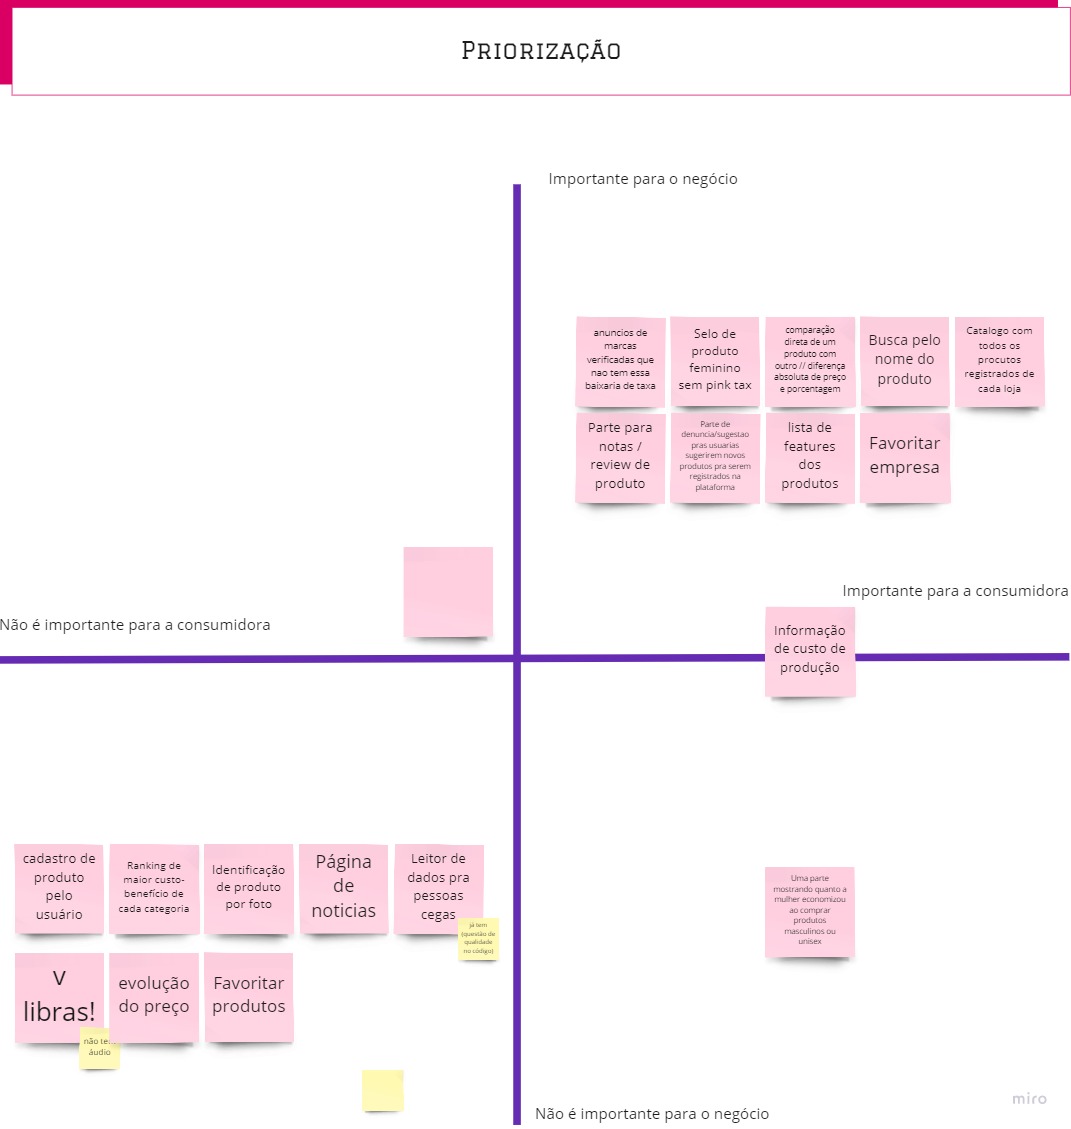 Priorização
Importante para o negócio
anuncios de
marcas
verificadas que
nao tem essa
baixaria de taxa
Selo de
produto
feminino
sem pink tax
comparação
direta de um
produto com
outro // diferença
absoluta de preço
e porcentagem
Busca pelo
nome do
produto
Catalogo com
todos os
procutos
registrados de
cada loja
Parte para
notas /
review de
produto
Parte de
denuncia/sugestao
pras usuarias
sugerirem novos
produtos pra serem
registrados na
plataforma
lista de
features
dos
produtos
Favoritar
empresa
Importante para a consumidora
Não é importante para a consumidora
Informação
de custo de
produção
cadastro de
produto
pelo
usuário
Ranking de
maior custo-
benefício de
cada categoria
Identificação
de produto
por foto
Página
de
noticias
Leitor de
dados pra
pessoas
cegas
já tem
(questão de
qualidade
no código)
Uma parte
mostrando quanto a
mulher economizou
ao comprar
produtos
masculinos ou
unisex
V
libras!
não
áudio
evolução
do preço
Favoritar
produtos
Não é importante para o negócio
miro